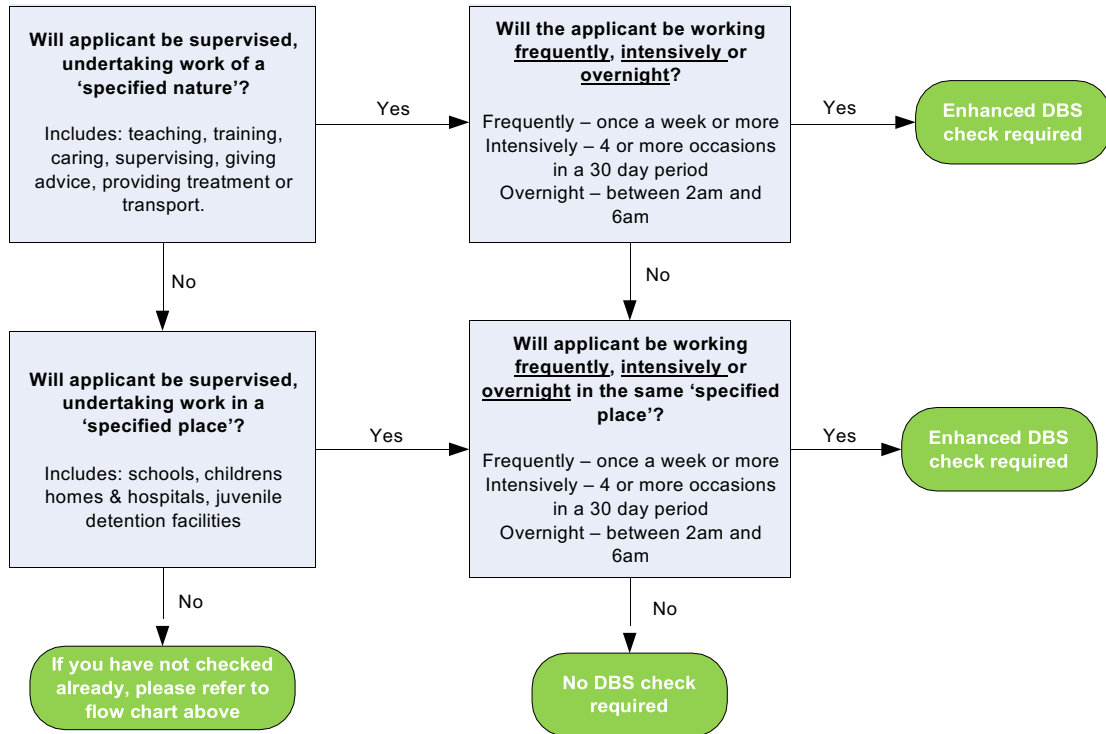 Will applicant be supervised,
undertaking work of a
‘specified nature’?
Includes: teaching, training,
caring, supervising, giving
advice, providing treatment or
transport.
Yes
Will the applicant be working
frequently, intensively or
overnight?
Frequently – once a week or more
Intensively – 4 or more occasions
in a 30 day period
Overnight – between 2am and
6am
Yes
Enhanced DBS
check required
No
No
Will applicant be supervised,
undertaking work in a
‘specified place’?
Includes: schools, childrens
homes & hospitals, juvenile
detention facilities
Yes
Will applicant be working
frequently, intensively or
overnight in the same ‘specified
place’?
Frequently – once a week or more
Intensively – 4 or more occasions
in a 30 day period
Overnight – between 2am and
6am
Yes
Enhanced DBS
check required
No
No
If you have not checked
already, please refer to
flow chart above
No DBS check
required